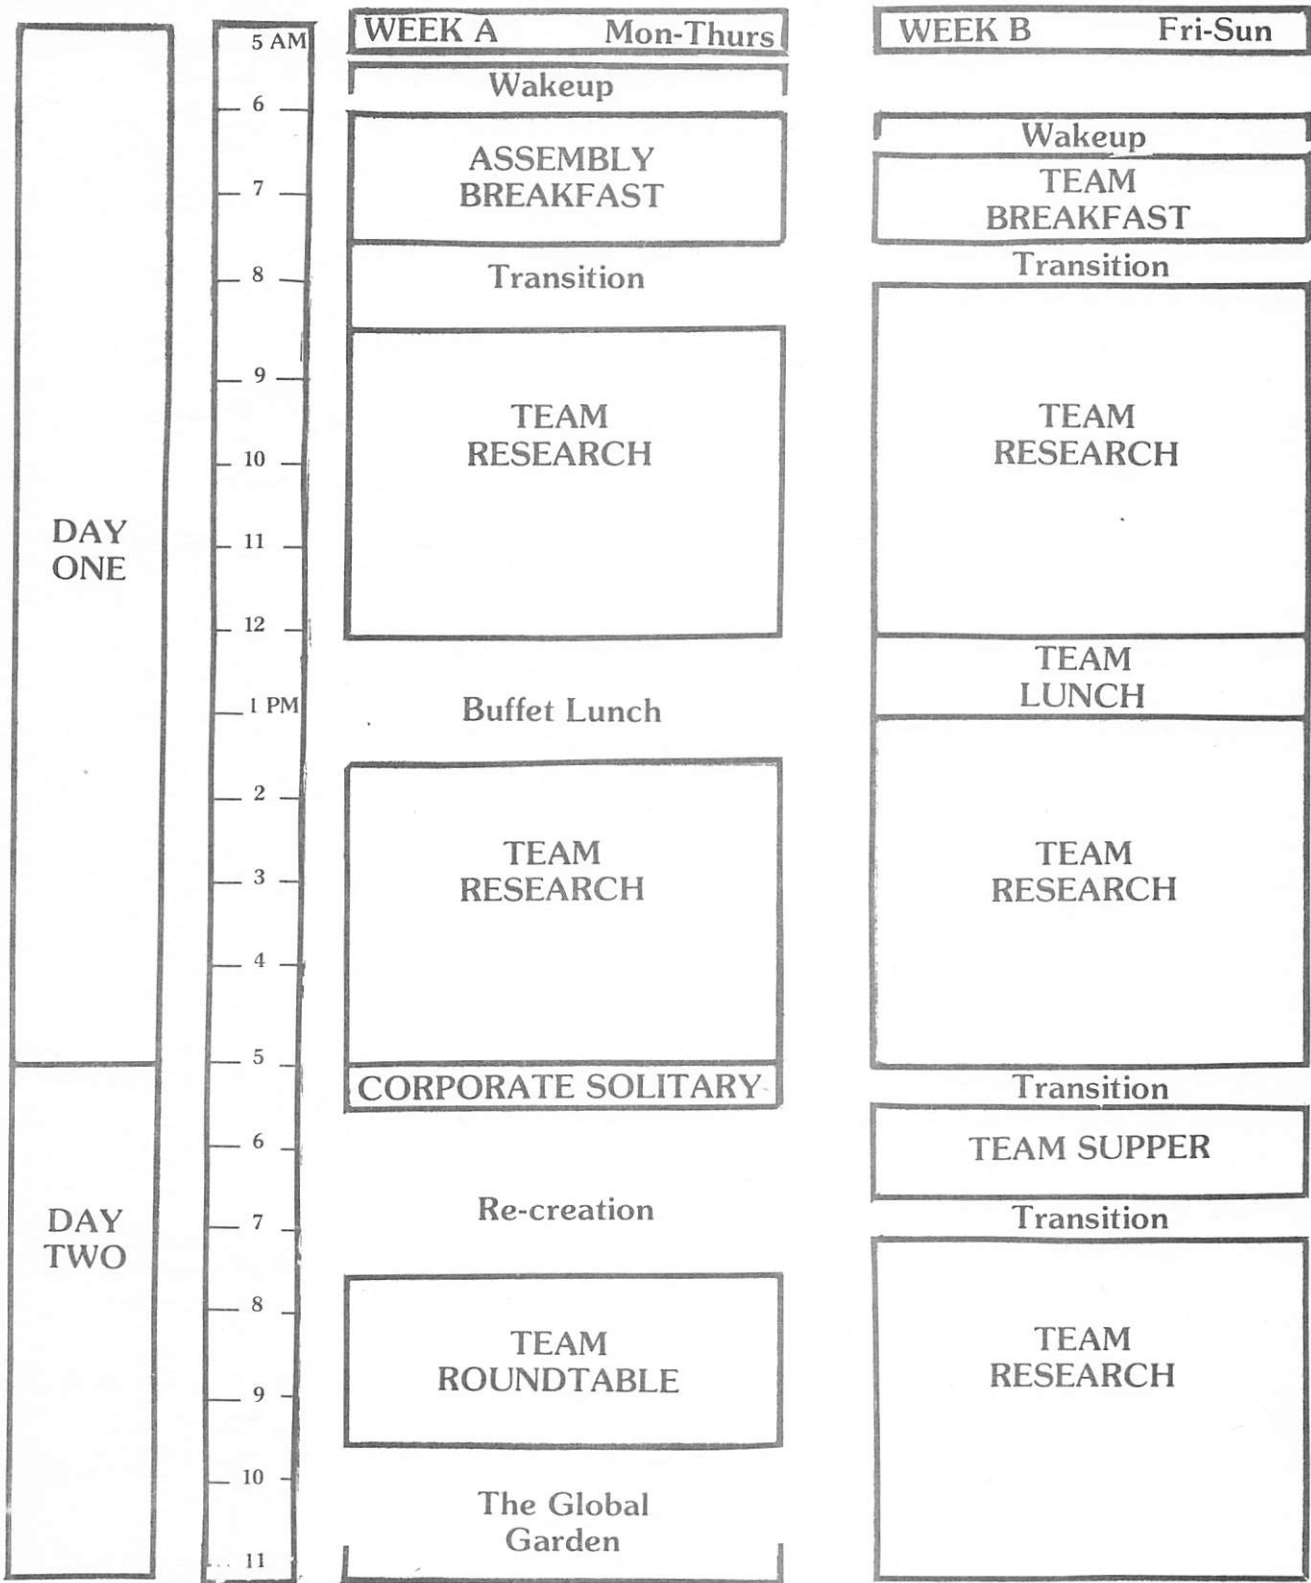 DAY
ONE
DAY
TWO
5 AM
6
7
8
9
10
11
12
1 PM
2
3
4
5
6
7
8
9
10
11
WEEK A Mon-Thurs
Wakeup
ASSEMBLY
BREAKFAST
Transition
TEAM
RESEARCH
Buffet Lunch
TEAM
RESEARCH
CORPORATE SOLITARY
Re-creation
TEAM
ROUNDTABLE
The Global
Garden
WEEK B Fri-Sun
Wakeup
TEAM
BREAKFAST
Transition
TEAM
RESEARCH
TEAM
LUNCH
TEAM
RESEARCH
Transition
TEAM SUPPER
Transition
TEAM
RESEARCH